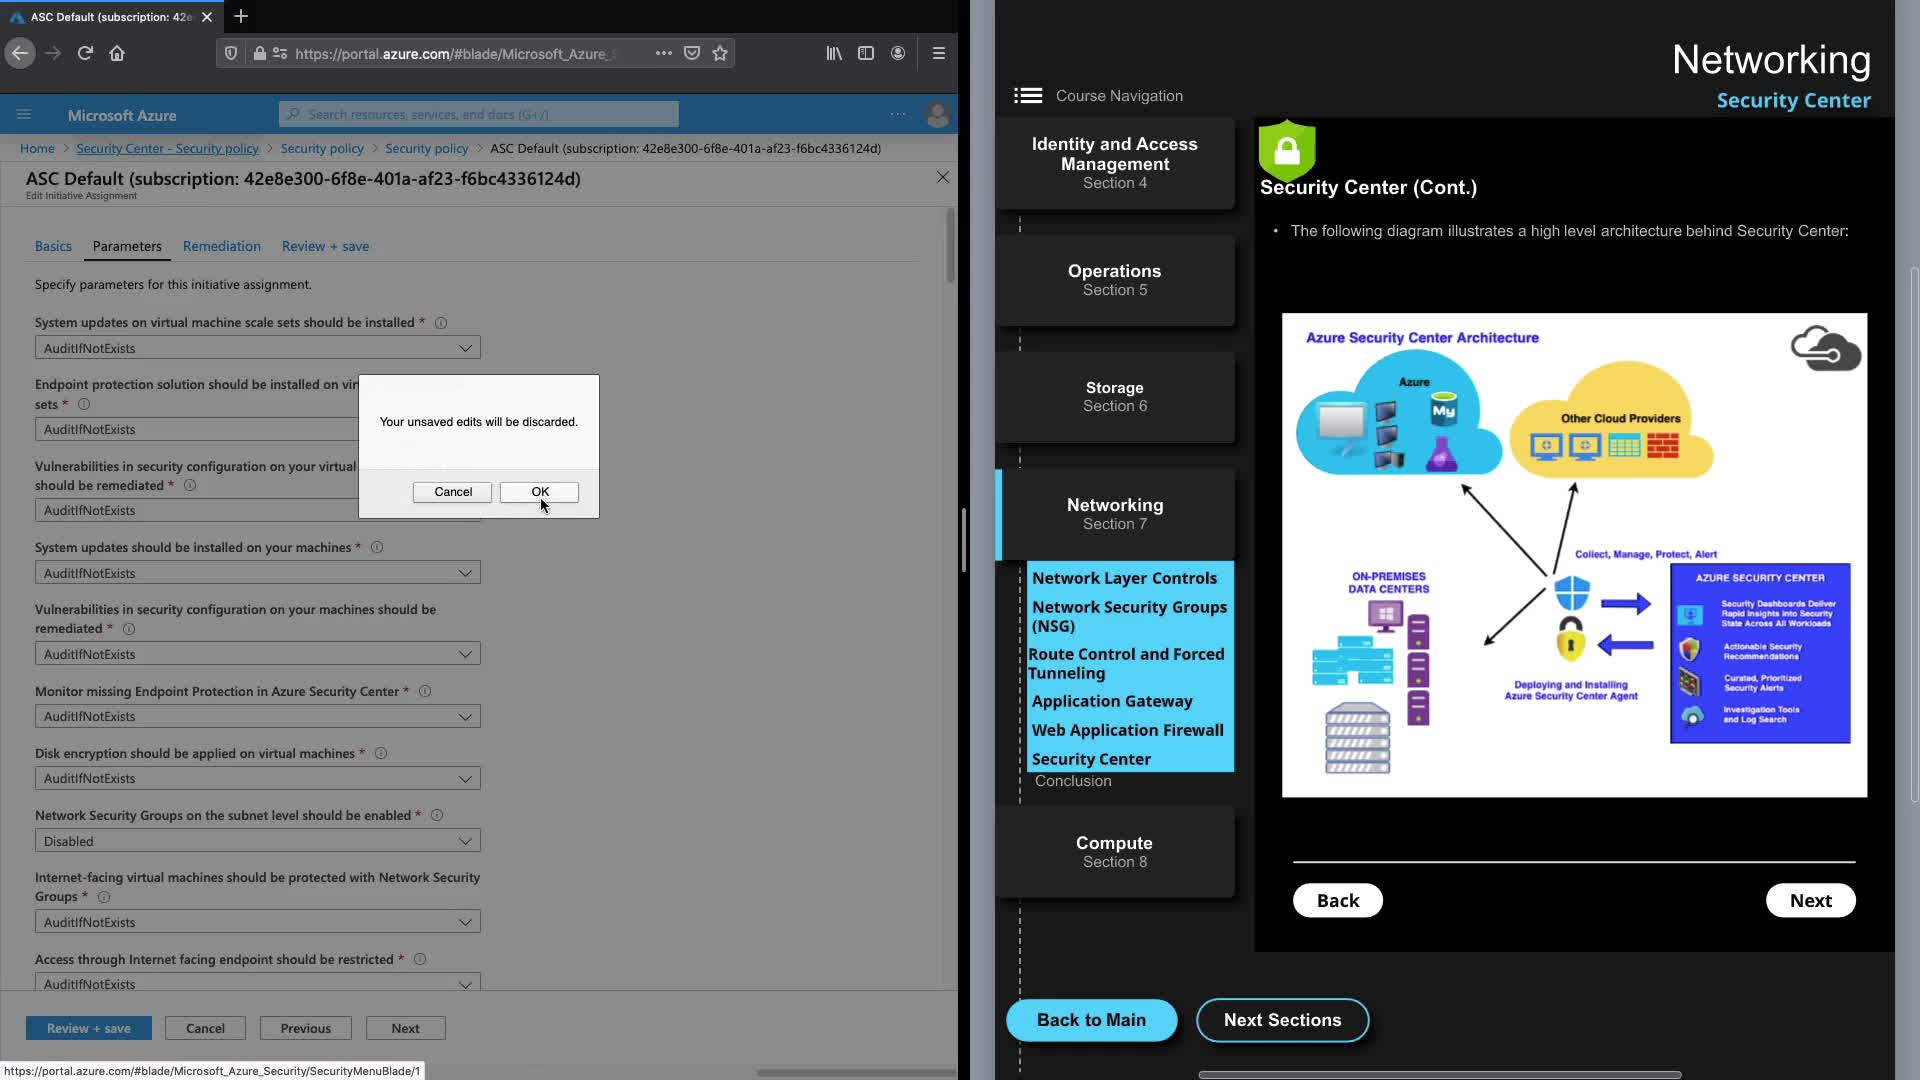 ASC Default (subscription: 42e
https://portal.azure.com/#blade/Microsoft_Azure_S
Microsoft Azure
Search resources, services, and docs (G+/)
Home > Security Center - Security policy > Security policy > Security policy > ASC Default (subscription: 42e8e300-6f8e-401a-af23-f6bc4336124d)
ASC Default (subscription: 42e8e300-6f8e-401a-af23-f6bc4336124d)
Edit Initiative Assignment
Basics Parameters Remediation Review + save
Specify parameters for this initiative assignment.
System updates on virtual machine scale sets should be installed *
AuditIfNotExists
Endpoint protection solution should be installed on vir
sets *
AuditIfNotExists
Vulnerabilities in security configuration on your virtual
should be remediated *
AuditIfNotExists
System updates should be installed on your machines *
AuditIfNotExists
Vulnerabilities in security configuration on your machines should be
remediated *
AuditIfNotExists
Monitor missing Endpoint Protection in Azure Security Center *
AuditIfNotExists
Disk encryption should be applied on virtual machines *
AuditIfNotExists
Network Security Groups on the subnet level should be enabled *
Disabled
Internet-facing virtual machines should be protected with Network Security
Groups *
AuditIfNotExists
Access through Internet facing endpoint should be restricted *
AuditIfNotExists
Review + save Cancel Previous Next
https://portal.azure.com/#blade/Microsoft_Azure_Security/SecurityMenuBlade/1
Your unsaved edits will be discarded.
Cancel OK
Networking
Security Center
Course Navigation
Identity and Access
Management
Section 4
Operations
Section 5
Storage
Section 6
Networking
Section 7
Network Layer Controls
Network Security Groups
(NSG)
Route Control and Forced
Tunneling
Application Gateway
Web Application Firewall
Security Center
Conclusion
Compute
Section 8
Back to Main Next Sections
Security Center (Cont.)
• The following diagram illustrates a high level architecture behind Security Center:
Azure Security Center Architecture
Azure
My
Other Cloud Providers
Collect, Manage, Protect, Alert
ON-PREMISES
DATA CENTERS
AZURE SECURITY CENTER
Security Dashboards Deliver
Rapid Insights into Security
State Across All Workloads
Actionable Security
Recommendations
Curated, Prioritized
Security Alerts
Investigation Tools
and Log Search
Deploying and Installing
Azure Security Center Agent
Back Next